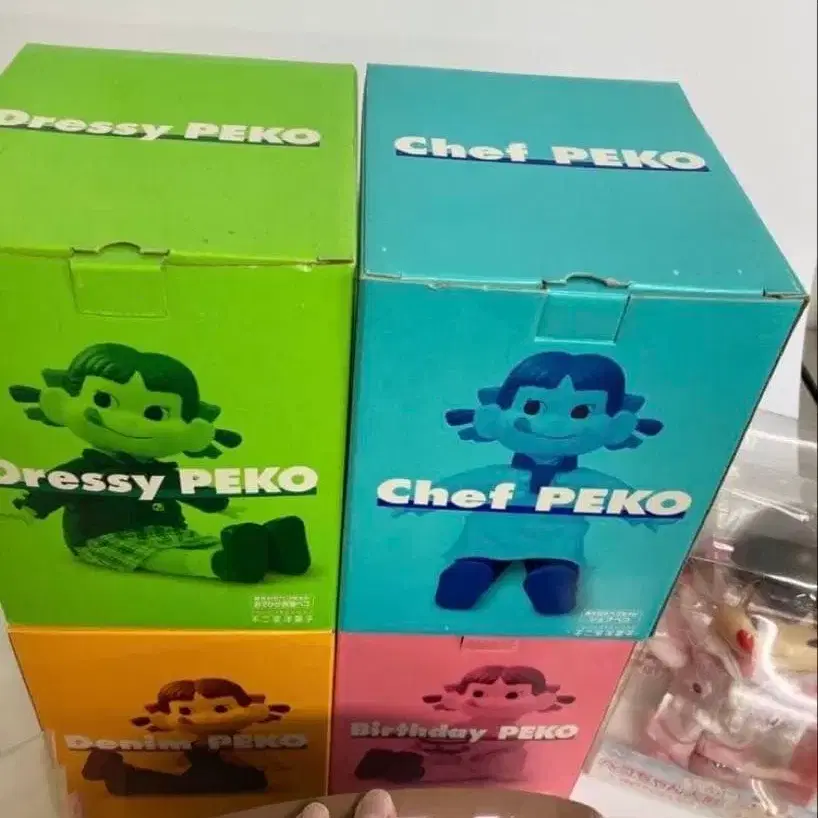 Dressy PEKO
Chef PEKO
Dressy PEKO
Chef PEKO
Denim PEKO
Birthday PEKO